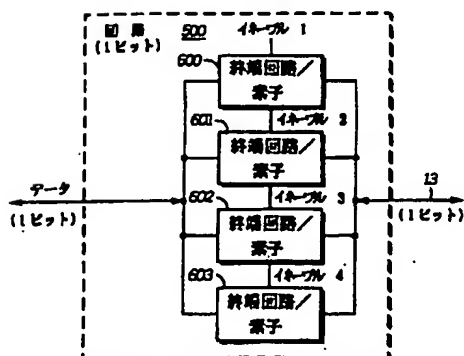 回路 500 イネーブル 1
(1ビット)
600
終端回路/
素子
601 イネーブル 2
終端回路/
素子
データ 602 イネーブル 3 13
(1ビット) (1ビット)
終端回路/
素子
603 イネーブル 4
終端回路/
素子